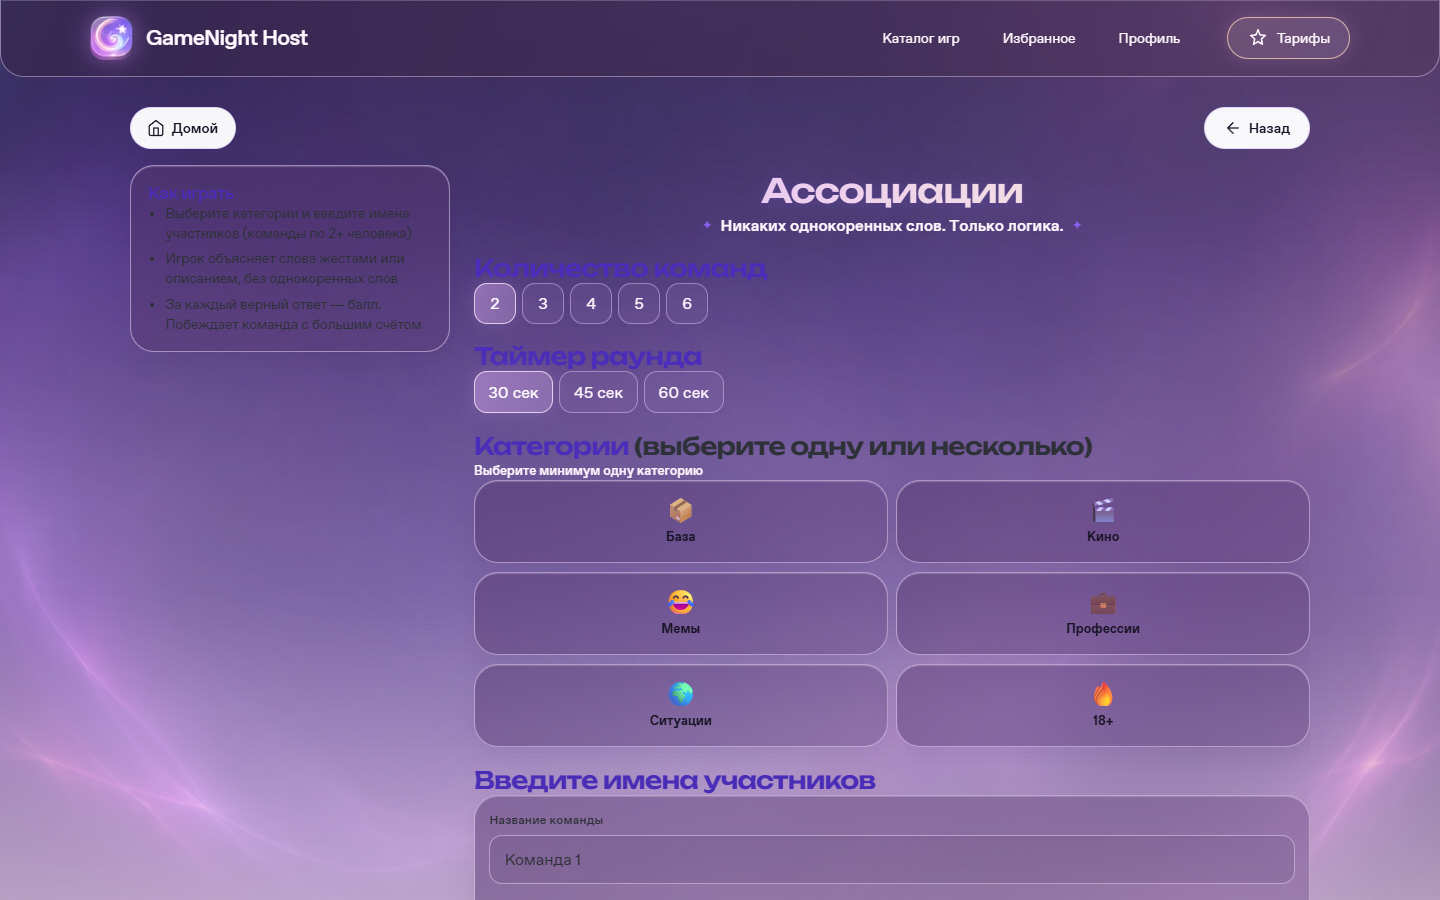 GameNight Host
Каталог игр
Избранное
Профиль
Тарифы
Домой
Назад
Как играть
Выберите категории и введите имена
участников (команды по 2+ человека)
Игрок объясняет слова жестами или
описанием, без однокоренных слов
За каждый верный ответ — балл.
Побеждает команда с большим счётом
Ассоциации
Никаких однокоренных слов. Только логика.
Количество команд
2
3
4
5
6
Таймер раунда
30 сек
45 сек
60 сек
Категории (выберите одну или несколько)
Выберите минимум одну категорию
База
Кино
Мемы
Профессии
Ситуации
18+
Введите имена участников
Название команды
Команда 1